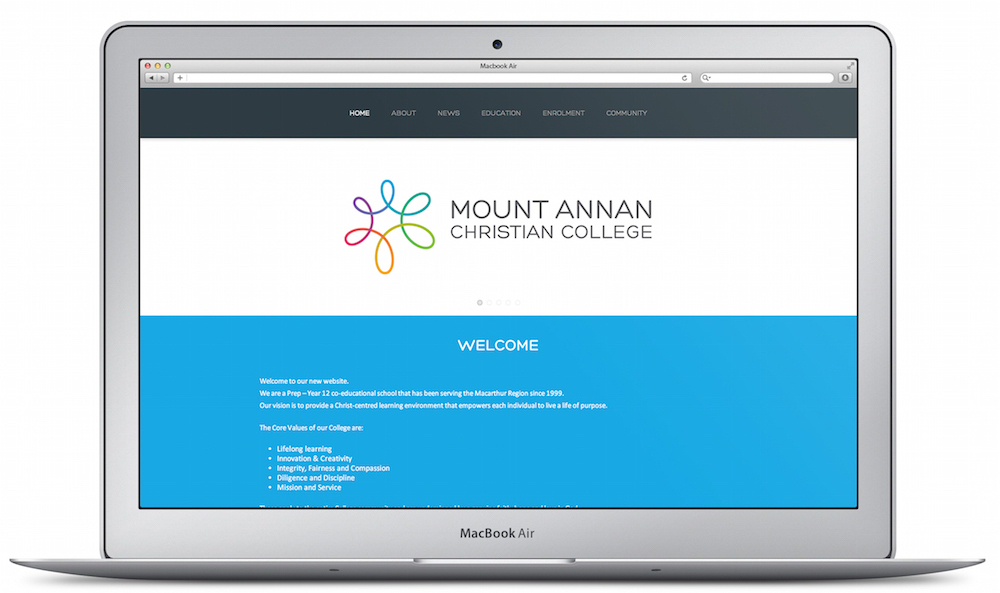 Macbook Air
HOME ABOUT NEWS EDUCATION ENROLMENT COMMUNITY
MOUNT ANNAN
CHRISTIAN COLLEGE
WELCOME
Welcome to our new website.
We are a Prep – Year 12 co-educational school that has been serving the Macarthur Region since 1999.
Our vision is to provide a Christ-centred learning environment that empowers each individual to live a life of purpose.
The Core Values of our College are:
• Lifelong learning
• Innovation & Creativity
• Integrity, Fairness and Compassion
• Diligence and Discipline
• Mission and Service
MacBook Air